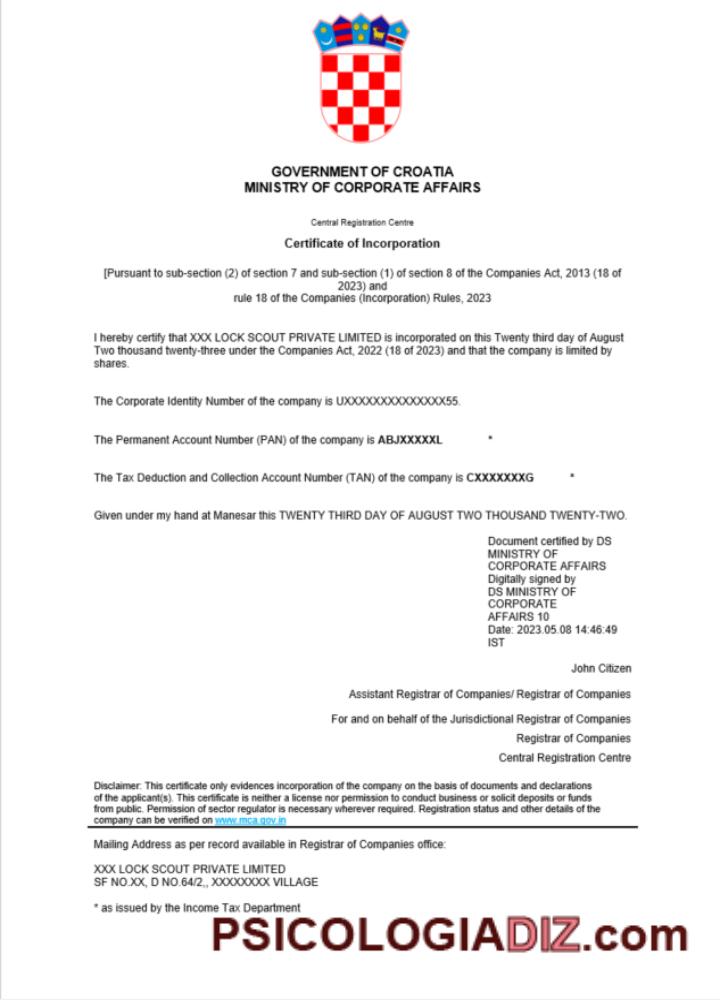 GOVERNMENT OF CROATIA
MINISTRY OF CORPORATE AFFAIRS
Central Registration Centre
Certificate of Incorporation
[Pursuant to sub-section (2) of section 7 and sub-section (1) of section 8 of the Companies Act, 2013 (18 of
2023) and
rule 18 of the Companies (Incorporation) Rules, 2023
I hereby certify that XXX LOCK SCOUT PRIVATE LIMITED is incorporated on this Twenty third day of August
Two thousand twenty-three under the Companies Act, 2022 (18 of 2023) and that the company is limited by
shares.
The Corporate Identity Number of the company is UXXXXXXXXXXXXXX55.
The Permanent Account Number (PAN) of the company is ABJXXXXXL *
The Tax Deduction and Collection Account Number (TAN) of the company is CXXXXXXXG *
Given under my hand at Manesar this TWENTY THIRD DAY OF AUGUST TWO THOUSAND TWENTY-TWO.
Document certified by DS
MINISTRY OF
CORPORATE AFFAIRS
Digitally signed by
DS MINISTRY OF
CORPORATE
AFFAIRS 10
Date: 2023.05.08 14:46:49
IST
John Citizen
Assistant Registrar of Companies/ Registrar of Companies
For and on behalf of the Jurisdictional Registrar of Companies
Registrar of Companies
Central Registration Centre
Disclaimer: This certificate only evidences incorporation of the company on the basis of documents and declarations
of the applicant(s). This certificate is neither a license nor permission to conduct business or solicit deposits or funds
from public. Permission of sector regulator is necessary wherever required. Registration status and other details of the
company can be verified on www.mca.gov.in
Mailing Address as per record available in Registrar of Companies office:
XXX LOCK SCOUT PRIVATE LIMITED
SF NO.XX, D NO.64/2,, XXXXXXXX VILLAGE
* as issued by the Income Tax Department
PSICOLOGIADIZ.com